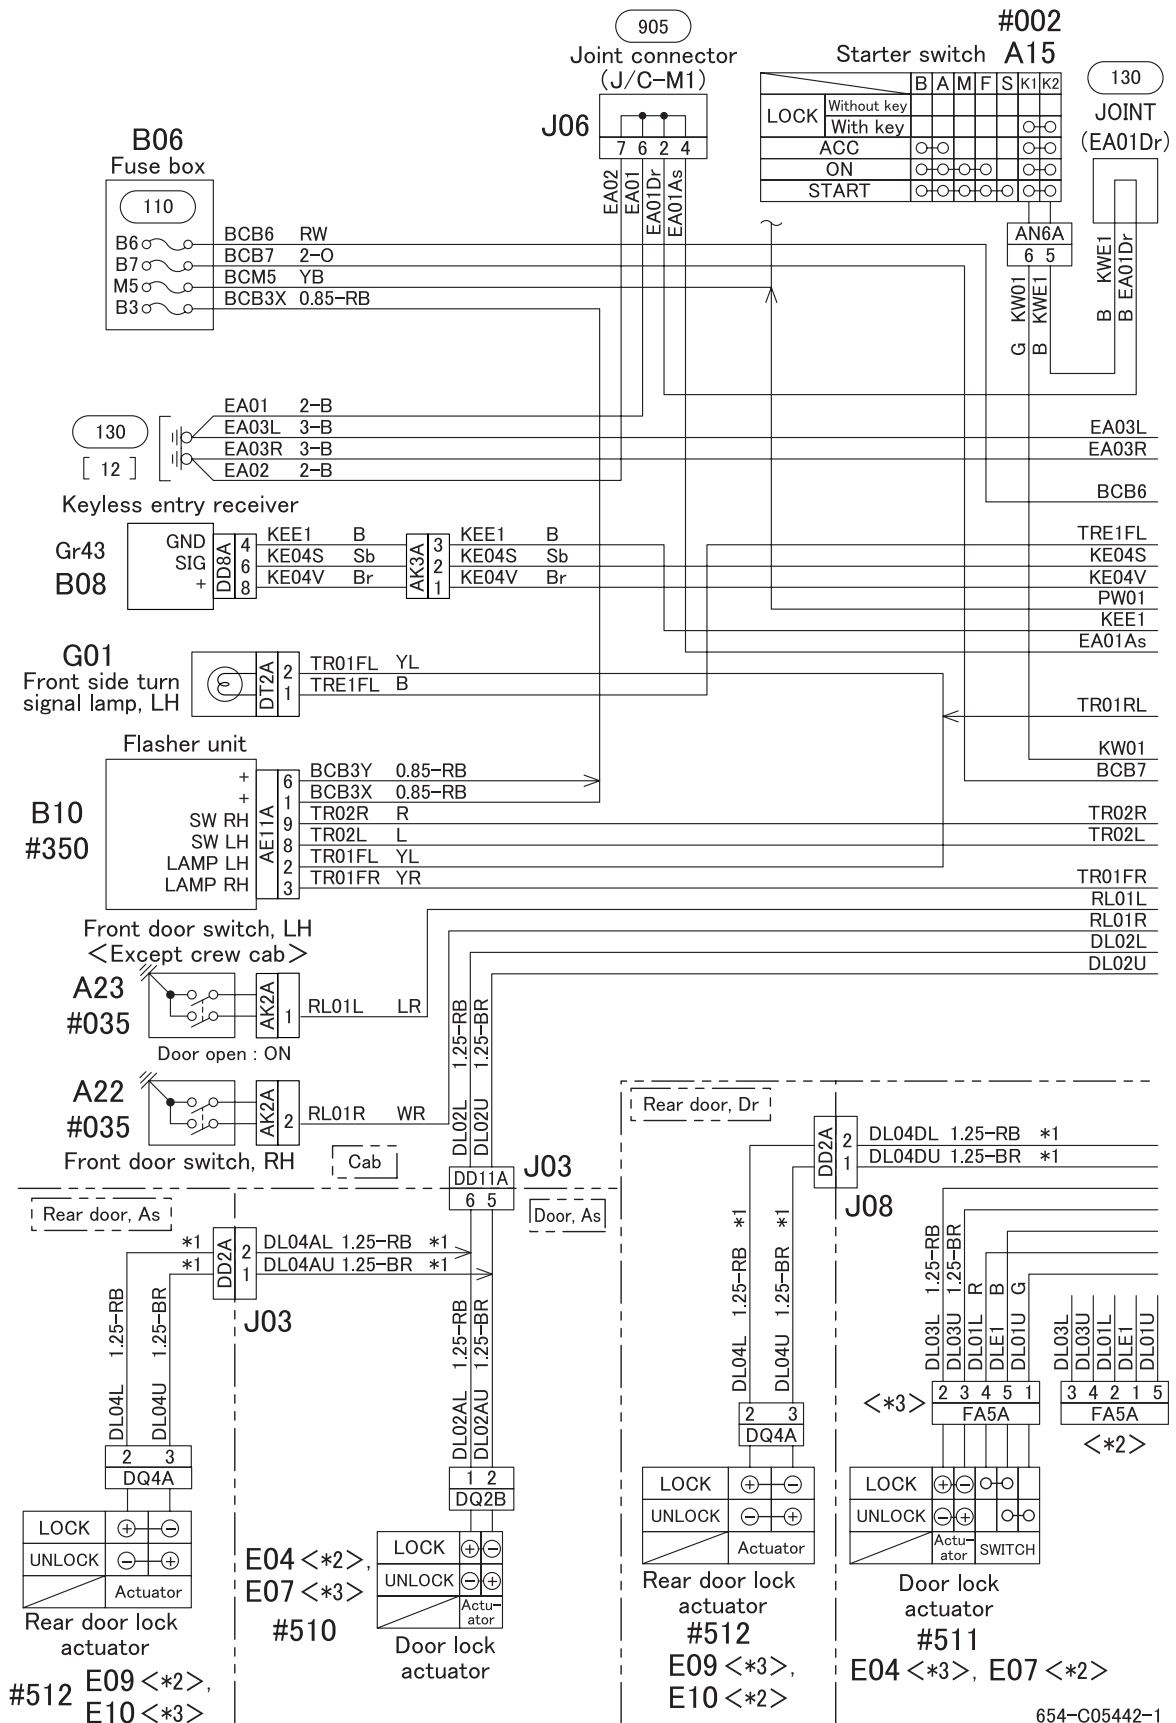 905
Joint connector
(J/C-M1)
J06
7 6 2 4
EA02
EA01
EA01Dr
EA01As
#002
Starter switch A15
B A M F S K1 K2
LOCK
Without key
With key
ACC
ON
START
AN6A
6 5
KW01
KWE1
G
B
130
JOINT
(EA01Dr)
B KWE1
B EA01Dr
B06
Fuse box
110
B6 BCB6 RW
B7 BCB7 2-O
M5 BCM5 YB
B3 BCB3X 0.85-RB
130
[ 12 ]
EA01 2-B
EA03L 3-B EA03L
EA03R 3-B EA03R
EA02 2-B
BCB6
Keyless entry receiver
Gr43
B08
GND
SIG
+
DD8A
4 KEE1 B
6 KE04S Sb
8 KE04V Br
AK3A
3 KEE1 B
2 KE04S Sb
1 KE04V Br
TRE1FL
KE04S
KE04V
PW01
KEE1
EA01As
G01
Front side turn
signal lamp, LH
DT2A
2 TR01FL YL
1 TRE1FL B
TR01RL
KW01
BCB7
Flasher unit
B10
#350
+
+
SW RH
SW LH
LAMP LH
LAMP RH
AE11A
6 BCB3Y 0.85-RB
1 BCB3X 0.85-RB
9 TR02R R
8 TR02L L
2 TR01FL YL
3 TR01FR YR
TR02R
TR02L
TR01FR
RL01L
RL01R
DL02L
DL02U
Front door switch, LH
<Except crew cab>
A23
#035
AK2A
1 RL01L LR
Door open : ON
A22
#035
AK2A
2 RL01R WR
Front door switch, RH
DL02L 1.25-RB
DL02U 1.25-BR
Cab
DD11A
6 5
J03
Door, As
Rear door, As
*1
*1
DD2A
2 DL04AL 1.25-RB *1
1 DL04AU 1.25-BR *1
J03
DL04L 1.25-RB
DL04U 1.25-BR
2 3
DQ4A
LOCK + −
UNLOCK − +
Actuator
Rear door lock
actuator
#512 E09 <*2>,
E10 <*3>
DL02AL 1.25-RB
DL02AU 1.25-BR
1 2
DQ2B
LOCK + −
UNLOCK − +
Actu-
ator
E04 <*2>,
E07 <*3>
#510
Door lock
actuator
Rear door, Dr
DD2A
2 DL04DL 1.25-RB *1
1 DL04DU 1.25-BR *1
J08
DL04L 1.25-RB *1
DL04U 1.25-BR *1
2 3
DQ4A
LOCK + −
UNLOCK − +
Actuator
Rear door lock
actuator
#512
E09 <*3>,
E10 <*2>
DL03L 1.25-RB
DL03U 1.25-BR
DL01L R
DLE1 B
DL01U G
<*3>
2 3 4 5 1
FA5A
DL03L
DL03U
DL01L
DLE1
DL01U
3 4 2 1 5
FA5A
<*2>
LOCK + −
UNLOCK − +
Actu-
ator
SWITCH
Door lock
actuator
#511
E04 <*3>, E07 <*2>
654-C05442-1